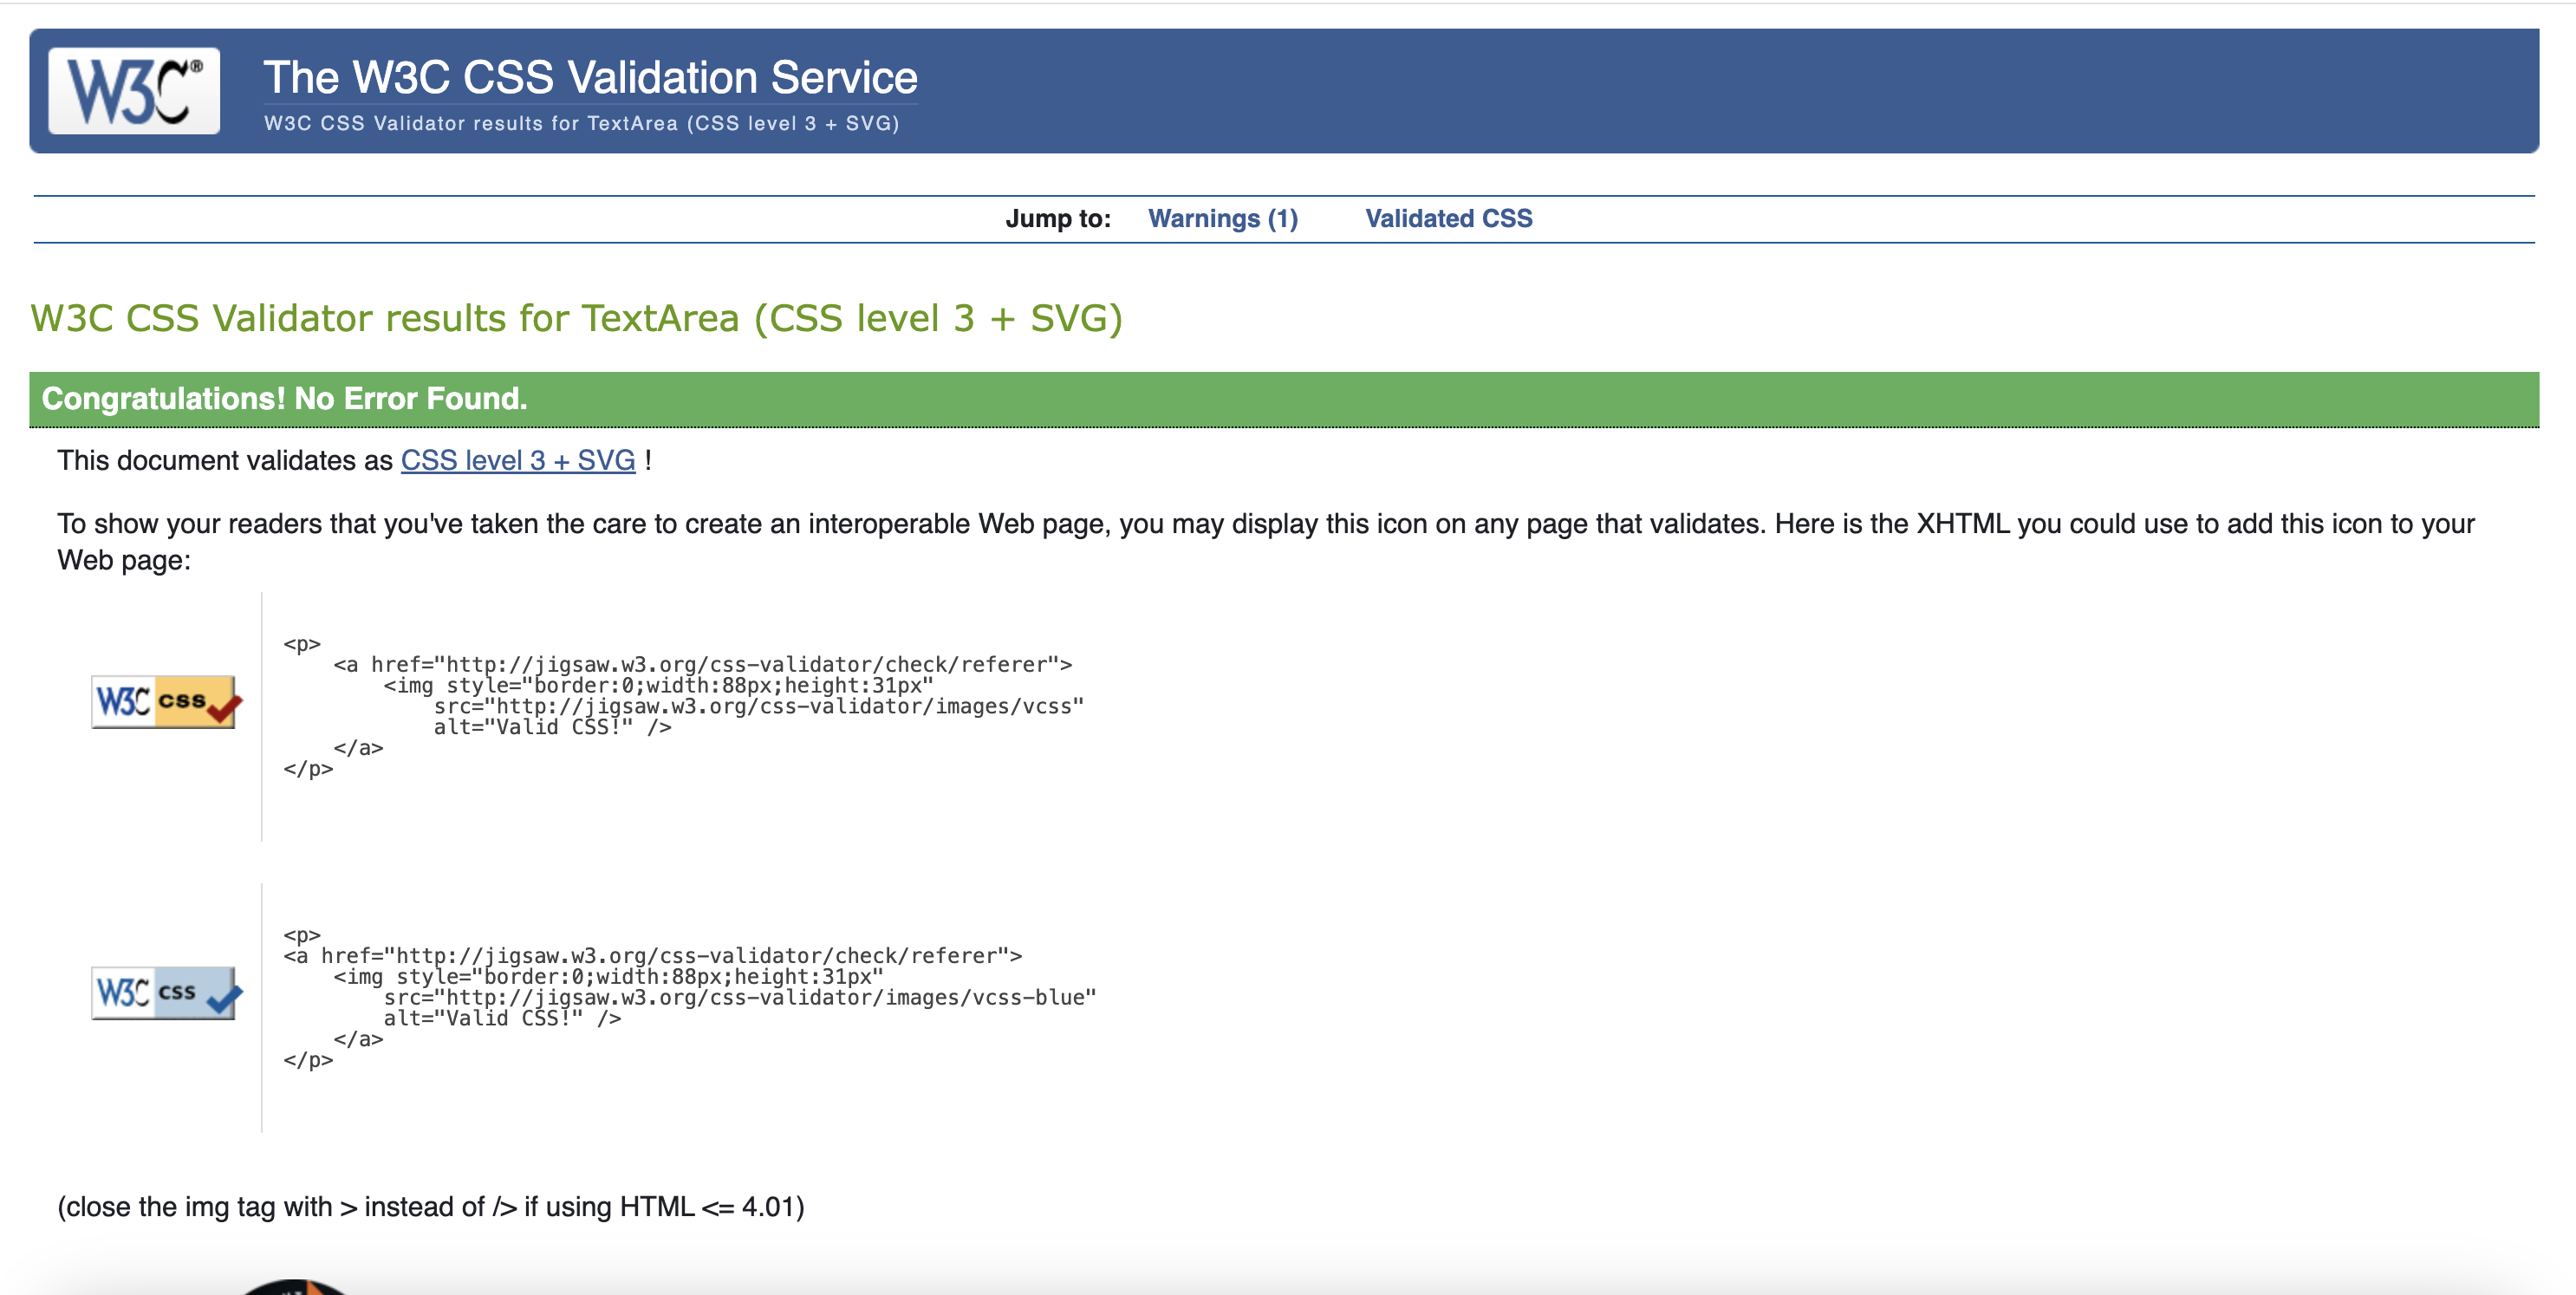 W3C®
The W3C CSS Validation Service
W3C CSS Validator results for TextArea (CSS level 3 + SVG)
Jump to: Warnings (1) Validated CSS
W3C CSS Validator results for TextArea (CSS level 3 + SVG)
Congratulations! No Error Found.
This document validates as CSS level 3 + SVG !
To show your readers that you've taken the care to create an interoperable Web page, you may display this icon on any page that validates. Here is the XHTML you could use to add this icon to your
Web page:
<p>
<a href="http://jigsaw.w3.org/css-validator/check/referer">
<img style="border:0;width:88px;height:31px"
src="http://jigsaw.w3.org/css-validator/images/vcss"
alt="Valid CSS!" />
</a>
</p>
W3C css
<p>
<a href="http://jigsaw.w3.org/css-validator/check/referer">
<img style="border:0;width:88px;height:31px"
src="http://jigsaw.w3.org/css-validator/images/vcss-blue"
alt="Valid CSS!" />
</a>
</p>
W3C css
(close the img tag with > instead of /> if using HTML <= 4.01)